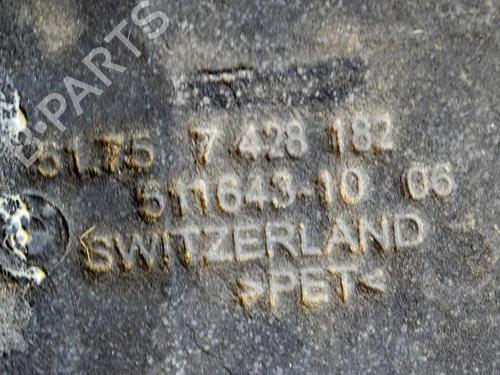 B-PARTS
51.75 7 428 182
511643-10 06
SWITZERLAND
>PET<